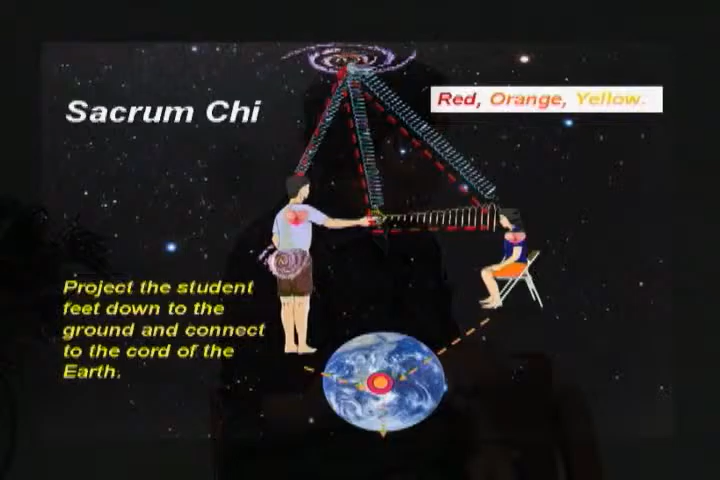 Sacrum Chi
Red, Orange, Yellow.
Project the student
feet down to the
ground and connect
to the cord of the
Earth.